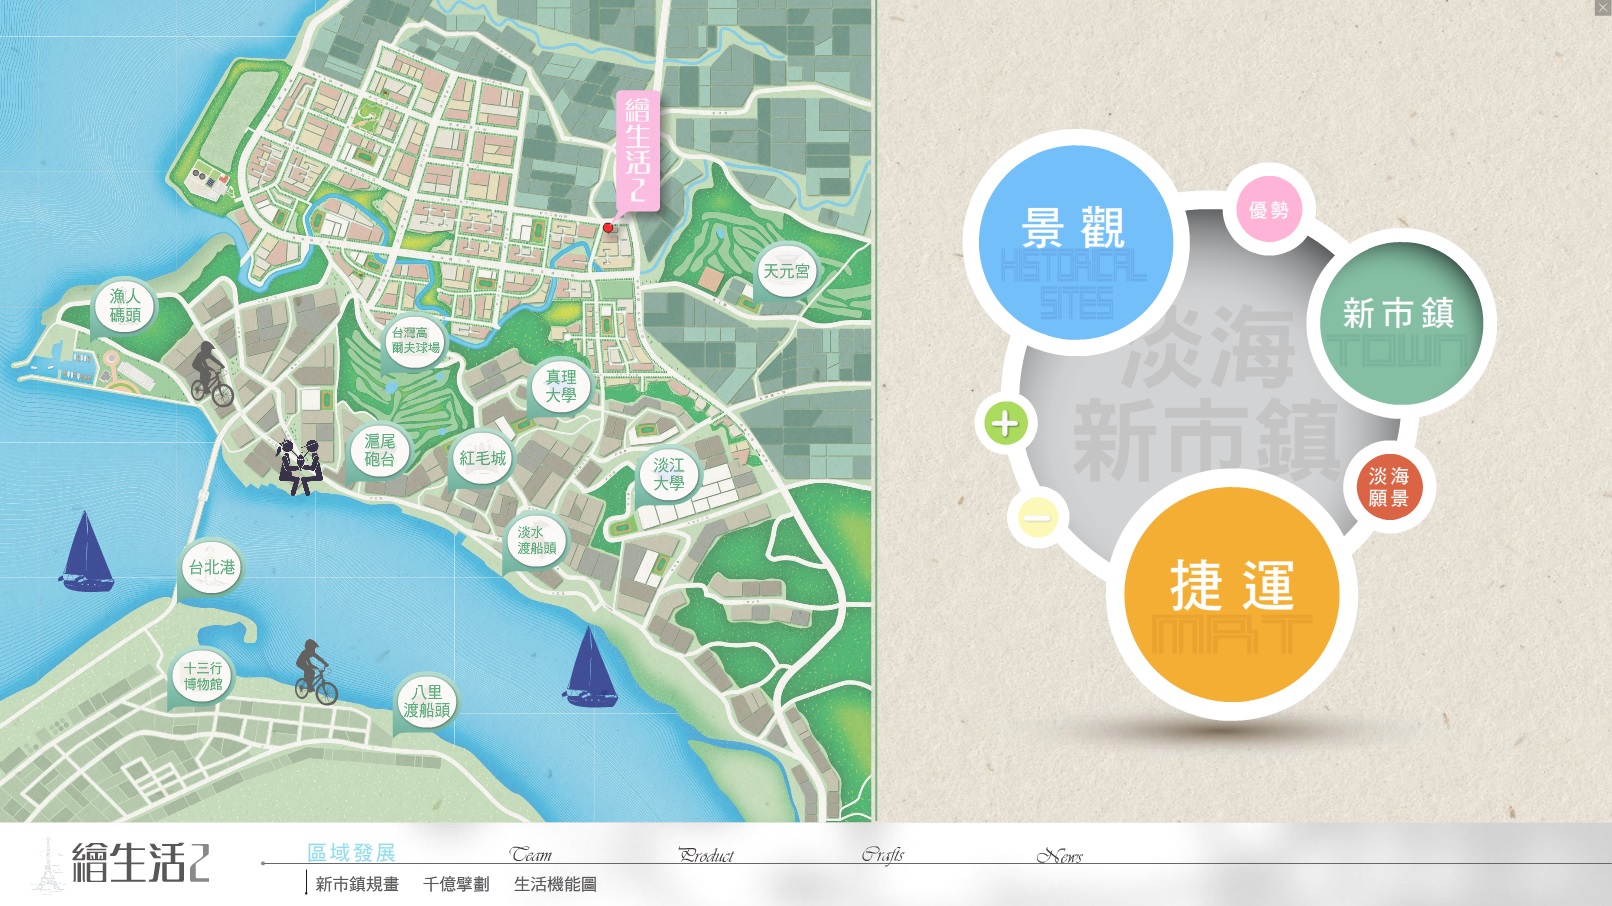 繪生活2
天元宮
漁人
碼頭
台灣高
爾夫球場
真理
大學
滬尾
砲台
紅毛城
淡江
大學
淡水
渡船頭
台北港
十三行
博物館
八里
渡船頭
景觀
HISTORICAL
SITES
優勢
新市鎮
TOWN
淡海
新市鎮
淡海
願景
捷運
MRT
繪生活2
區域發展
Team
Product
Crafts
News
新市鎮規畫
千億擘劃
生活機能圖